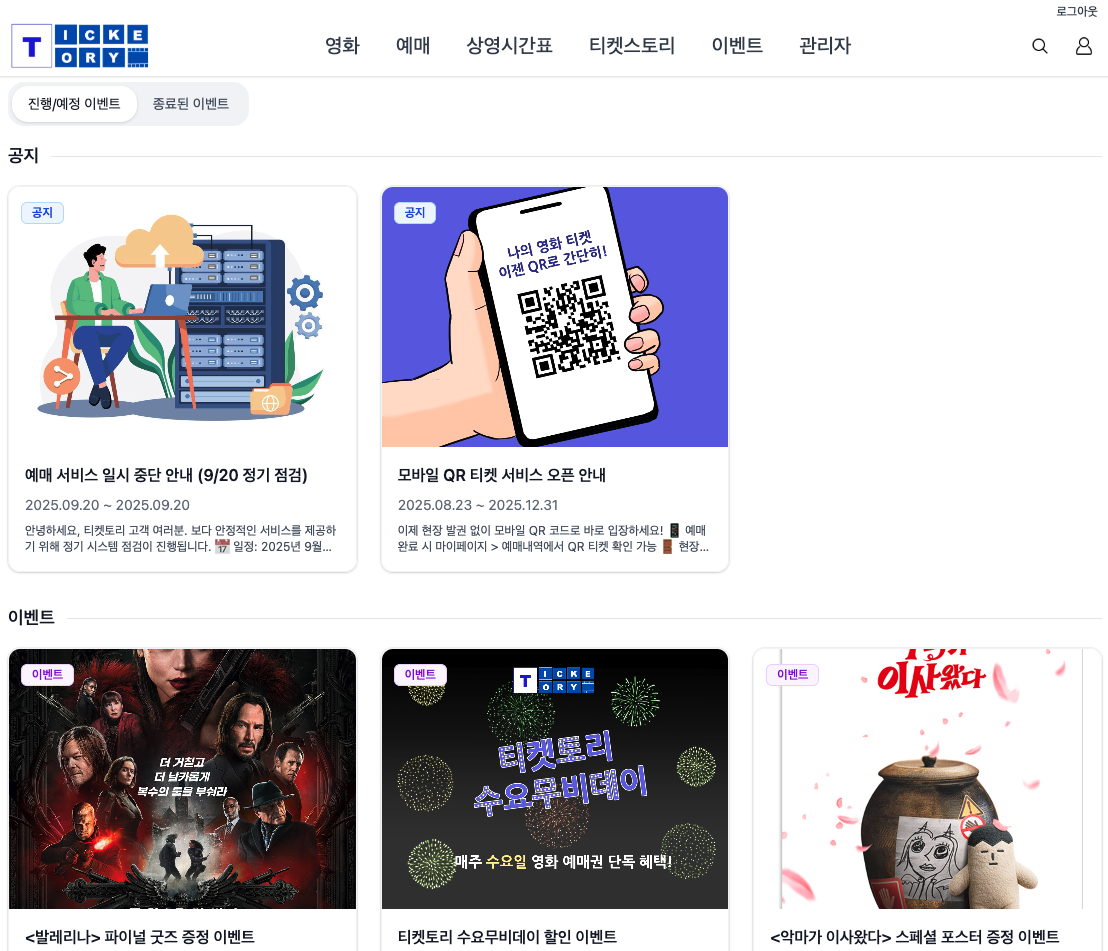 로그아웃
T ICKE
ORY
영화 예매 상영시간표 티켓스토리 이벤트 관리자
진행/예정 이벤트 종료된 이벤트
공지
공지
예매 서비스 일시 중단 안내 (9/20 정기 점검)
2025.09.20 ~ 2025.09.20
안녕하세요, 티켓토리 고객 여러분. 보다 안정적인 서비스를 제공하
기 위해 정기 시스템 점검이 진행됩니다. 📅 일정: 2025년 9월...
공지
나의 영화 티켓
이젠 QR로 간단히!
모바일 QR 티켓 서비스 오픈 안내
2025.08.23 ~ 2025.12.31
이제 현장 발권 없이 모바일 QR 코드로 바로 입장하세요! 📱 예매
완료 시 마이페이지 > 예매내역에서 QR 티켓 확인 가능 🚪 현장...
이벤트
이벤트
더 거칠고
더 날카롭게
복수의 룰을 부숴라
<발레리나> 파이널 굿즈 증정 이벤트
이벤트
T ICKE
ORY
티켓토리
수요무비데이
매주 수요일 영화 예매권 단독 혜택!
티켓토리 수요무비데이 할인 이벤트
이벤트
이사왔다
<악마가 이사왔다> 스페셜 포스터 증정 이벤트